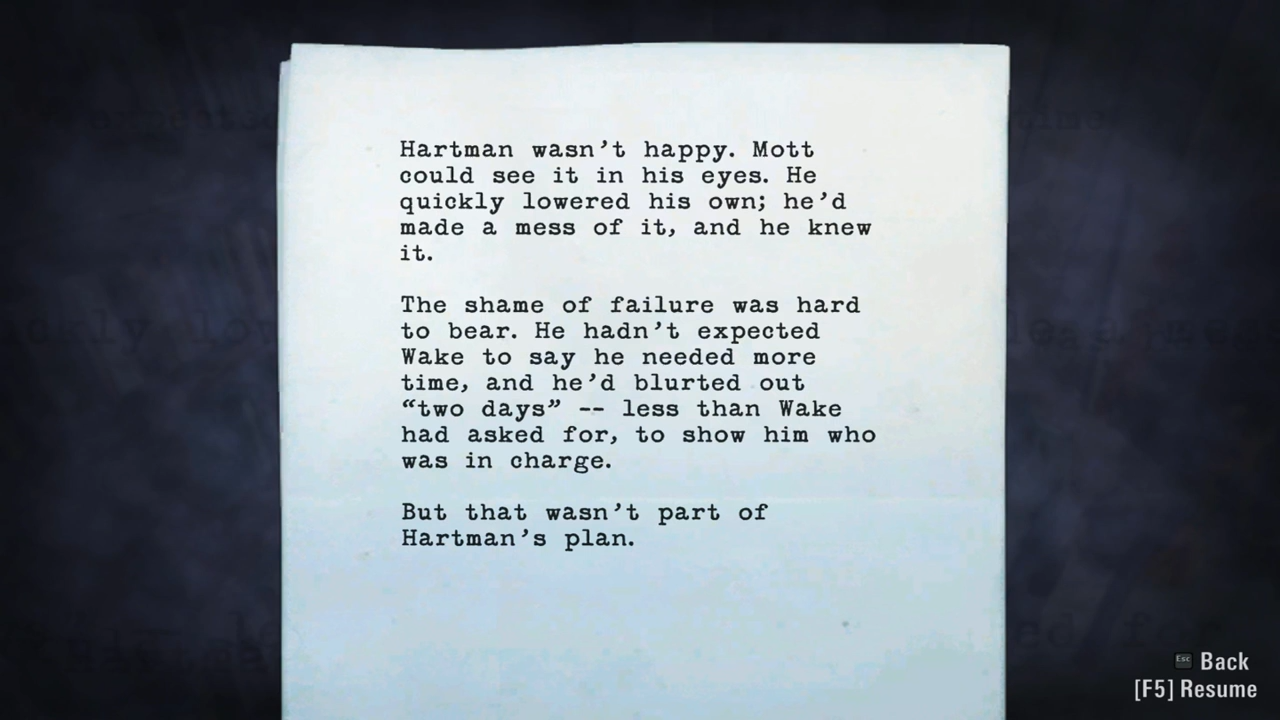 Hartman wasn't happy. Mott
could see it in his eyes. He
quickly lowered his own; he'd
made a mess of it, and he knew
it.
The shame of failure was hard
to bear. He hadn't expected
Wake to say he needed more
time, and he'd blurted out
“two days” -- less than Wake
had asked for, to show him who
was in charge.
But that wasn't part of
Hartman's plan.
Esc Back
[F5] Resume